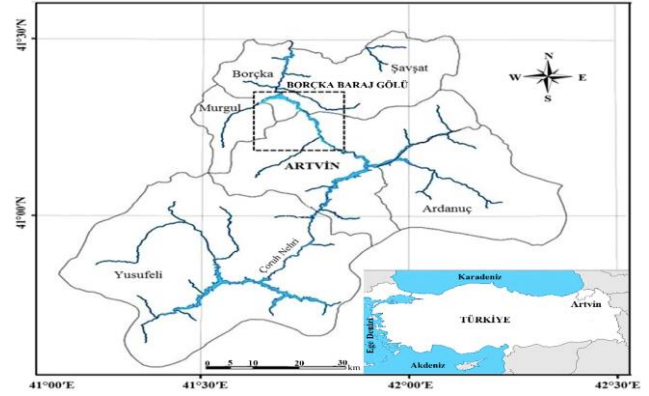 41°30'N
Borçka
Şavşat
N
W E
S
BORÇKA BARAJ GÖLÜ
Murgul
ARTVİN
41°00'N
Ardanuç
Çoruh Nehri
Yusufeli
Karadeniz
Artvin
TÜRKİYE
Ege Denizi
Akdeniz
0 5 10 20 30
km
41°00'E 41°30'E 42°00'E 42°30'E